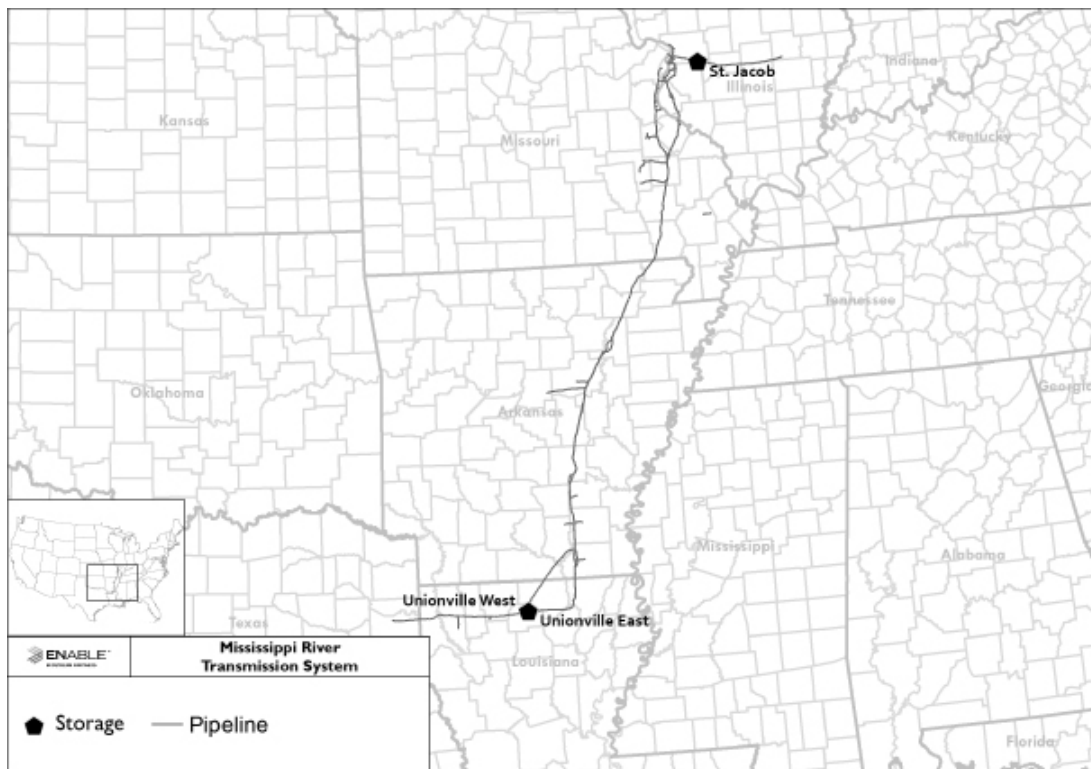 St. Jacob
Illinois
Indiana
Kansas
Missouri
Kentucky
Tennessee
Oklahoma
Arkansas
Georgia
Mississippi
Alabama
Unionville West
Unionville East
Texas
Louisiana
ENABLE
Mississippi River
Transmission System
Storage
Pipeline
Florida